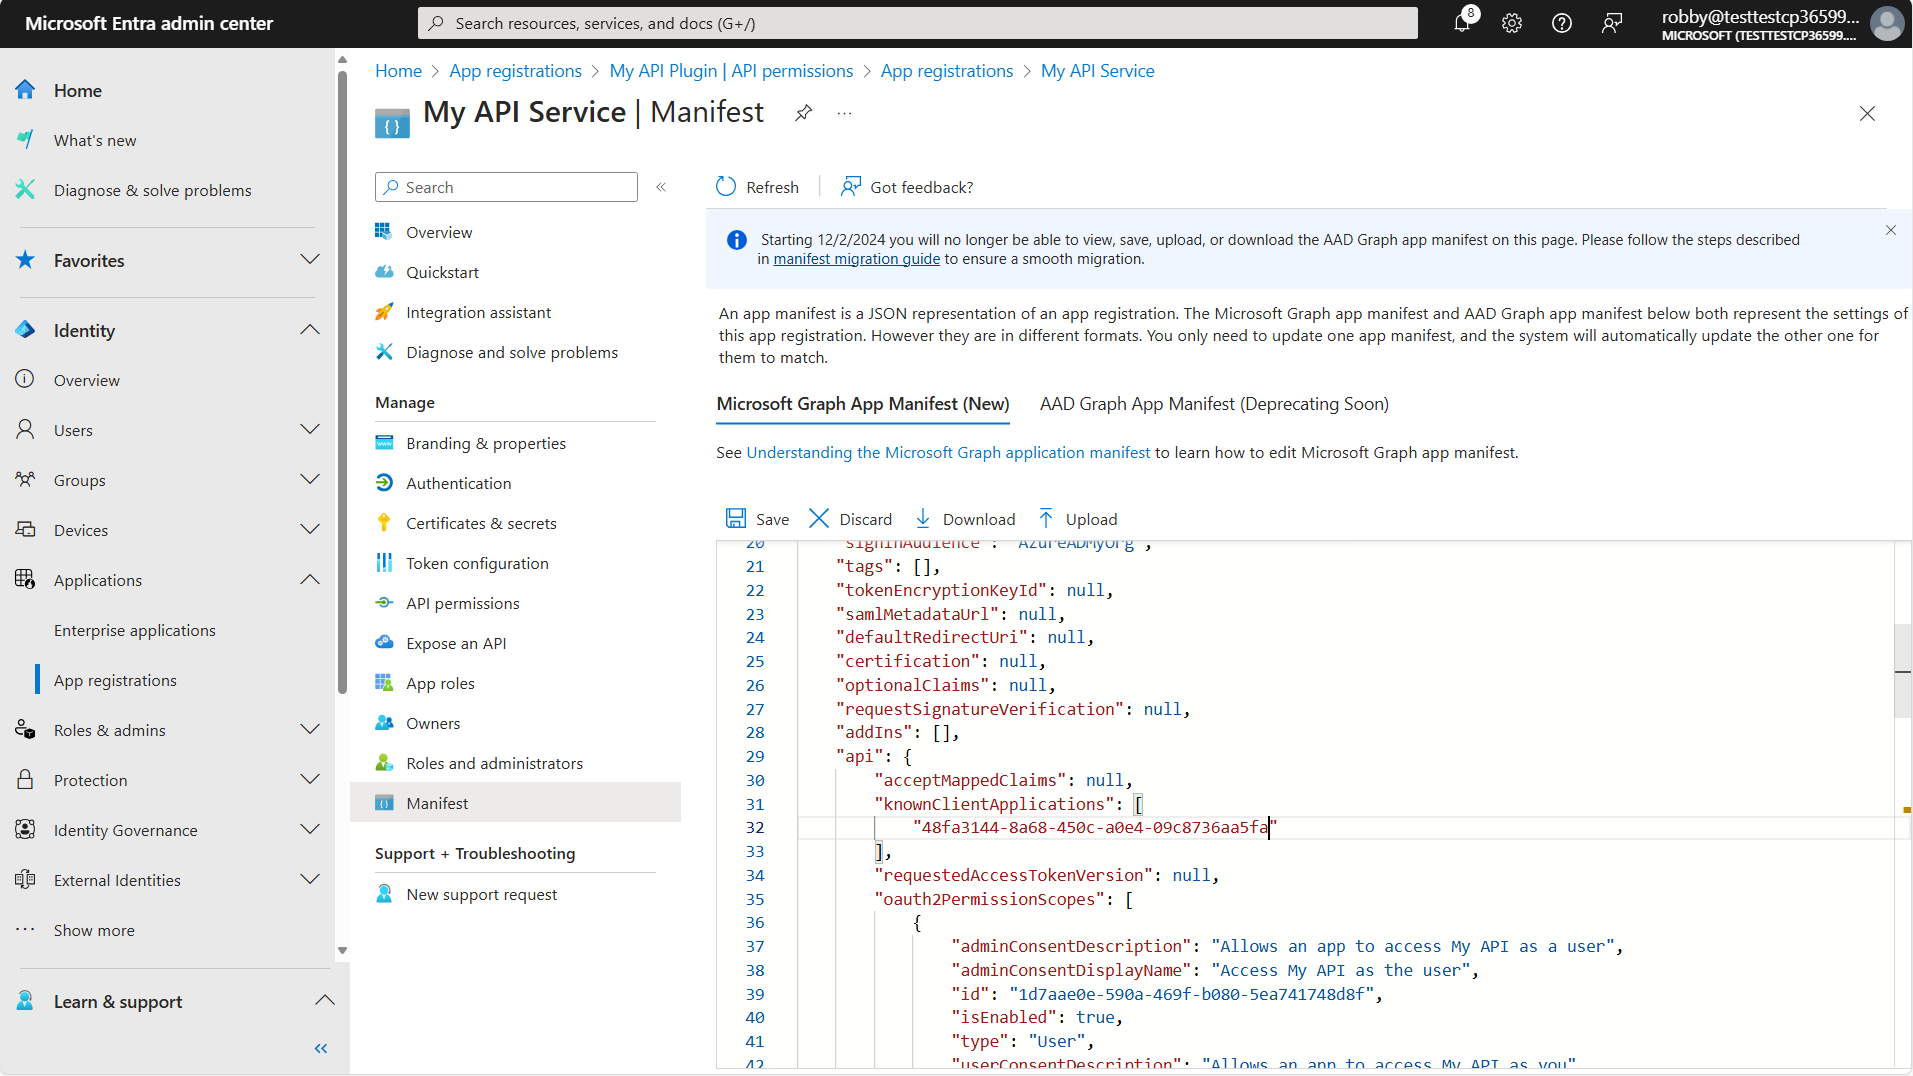 Microsoft Entra admin center
Search resources, services, and docs (G+/)
8
robby@testtestcp36599...
MICROSOFT (TESTTESTCP36599....
Home
What's new
Diagnose & solve problems
Favorites
Identity
Overview
Users
Groups
Devices
Applications
Enterprise applications
App registrations
Roles & admins
Protection
Identity Governance
External Identities
Show more
Learn & support
Home > App registrations > My API Plugin | API permissions > App registrations > My API Service
My API Service | Manifest
Search
Overview
Quickstart
Integration assistant
Diagnose and solve problems
Manage
Branding & properties
Authentication
Certificates & secrets
Token configuration
API permissions
Expose an API
App roles
Owners
Roles and administrators
Manifest
Support + Troubleshooting
New support request
Refresh
Got feedback?
Starting 12/2/2024 you will no longer be able to view, save, upload, or download the AAD Graph app manifest on this page. Please follow the steps described
in manifest migration guide to ensure a smooth migration.
An app manifest is a JSON representation of an app registration. The Microsoft Graph app manifest and AAD Graph app manifest below both represent the settings of
this app registration. However they are in different formats. You only need to update one app manifest, and the system will automatically update the other one for
them to match.
Microsoft Graph App Manifest (New)
AAD Graph App Manifest (Deprecating Soon)
See Understanding the Microsoft Graph application manifest to learn how to edit Microsoft Graph app manifest.
Save
Discard
Download
Upload
20 "signInAudience": "AzureADMyOrg",
21 "tags": [],
22 "tokenEncryptionKeyId": null,
23 "samlMetadataUrl": null,
24 "defaultRedirectUri": null,
25 "certification": null,
26 "optionalClaims": null,
27 "requestSignatureVerification": null,
28 "addIns": [],
29 "api": {
30 "acceptMappedClaims": null,
31 "knownClientApplications": [
32 "48fa3144-8a68-450c-a0e4-09c8736aa5fa"
33 ],
34 "requestedAccessTokenVersion": null,
35 "oauth2PermissionScopes": [
36 {
37 "adminConsentDescription": "Allows an app to access My API as a user",
38 "adminConsentDisplayName": "Access My API as the user",
39 "id": "1d7aae0e-590a-469f-b080-5ea741748d8f",
40 "isEnabled": true,
41 "type": "User",
42 "userConsentDescription": "Allows an app to access My API as you"